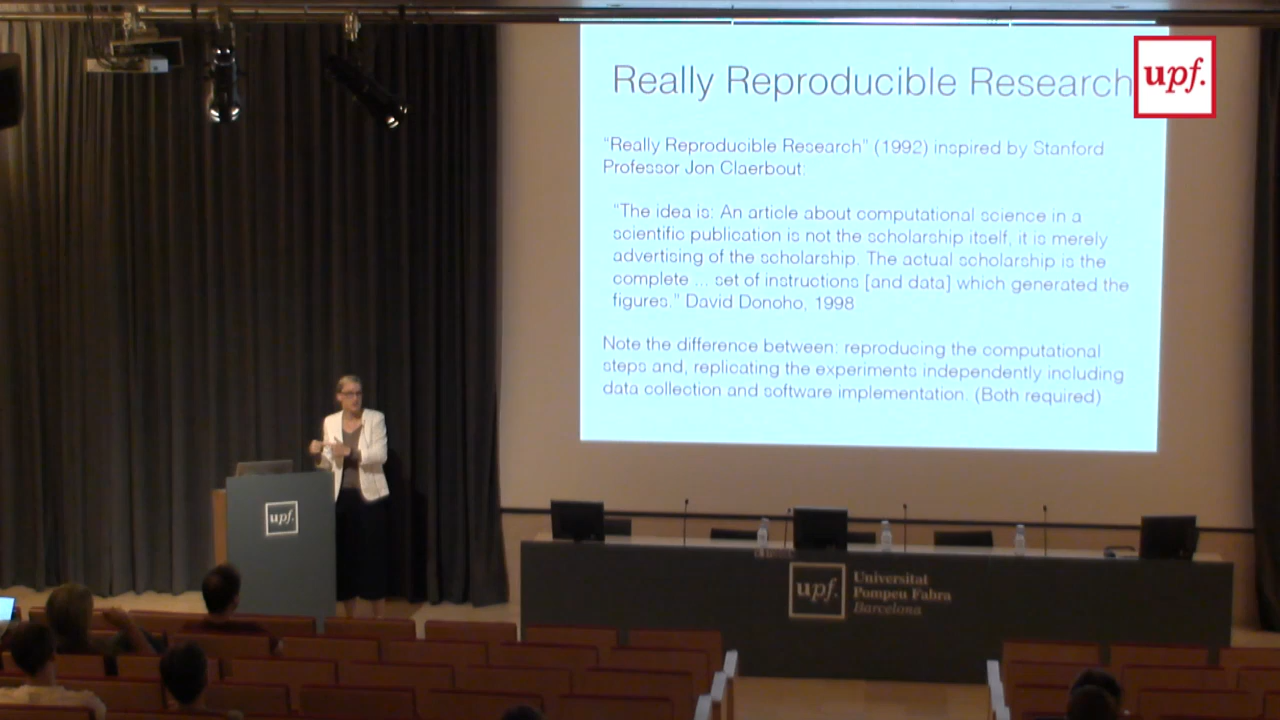 Really Reproducible Research
upf.
"Really Reproducible Research" (1992) inspired by Stanford
Professor Jon Claerbout:
"The idea is: An article about computational science in a
scientific publication is not the scholarship itself, it is merely
advertising of the scholarship. The actual scholarship is the
complete ... set of instructions [and data] which generated the
figures." David Donoho, 1998
Note the difference between: reproducing the computational
steps and, replicating the experiments independently including
data collection and software implementation. (Both required)
upf.
upf.
Universitat
Pompeu Fabra
Barcelona